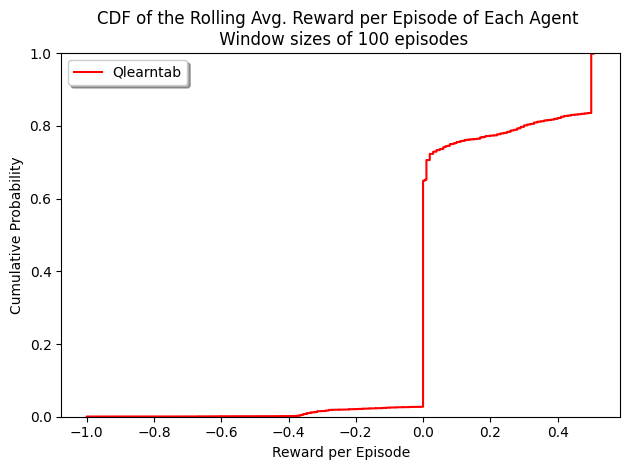 CDF of the Rolling Avg. Reward per Episode of Each Agent
Window sizes of 100 episodes
Qlearntab
1.0
0.8
0.6
0.4
0.2
0.0
Cumulative Probability
−1.0 −0.8 −0.6 −0.4 −0.2 0.0 0.2 0.4
Reward per Episode